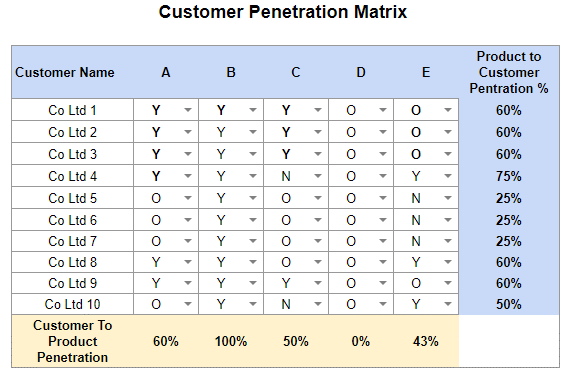 Customer Penetration Matrix
Customer Name A B C D E Product to Customer Pentration %
Co Ltd 1 Y Y Y O O 60%
Co Ltd 2 Y Y Y O O 60%
Co Ltd 3 Y Y Y O O 60%
Co Ltd 4 Y Y N O Y 75%
Co Ltd 5 O Y O O N 25%
Co Ltd 6 O Y O O N 25%
Co Ltd 7 O Y O O N 25%
Co Ltd 8 Y Y O O Y 60%
Co Ltd 9 Y Y Y O O 60%
Co Ltd 10 O Y N O Y 50%
Customer To Product Penetration 60% 100% 50% 0% 43%